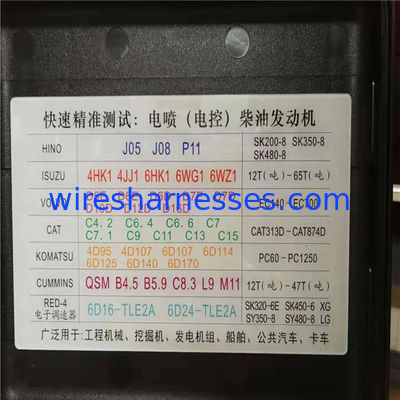 快速精准测试：电喷（电控）柴油发动机
HINO J05 J08 P11 SK200-8 SK350-8
SK480-8
ISUZU 4HK1 4JJ1 6HK1 6WG1 6WZ1 12T(吨)～65T(吨)
wiresharnesses.com
D12D D16D
CAT C4.2 C6.4 C6.6 C7
C7.1 C9 C11 C13 C15 CAT313D~CAT874D
KOMATSU 4D95 4D107 6D107 6D114
6D125 6D140 6D170 PC60～PC1250
CUMMINS QSM B4.5 B5.9 C8.3 L9 M11 12T(吨)～47T(吨)
RED-4
电子调速器 6D16-TLE2A 6D24-TLE2A SK320-6E SK450-6 XG
SY350-8 SY480-8 LG
广泛用于：工程机械、挖掘机、发电机组、船舶、公共汽车、卡车